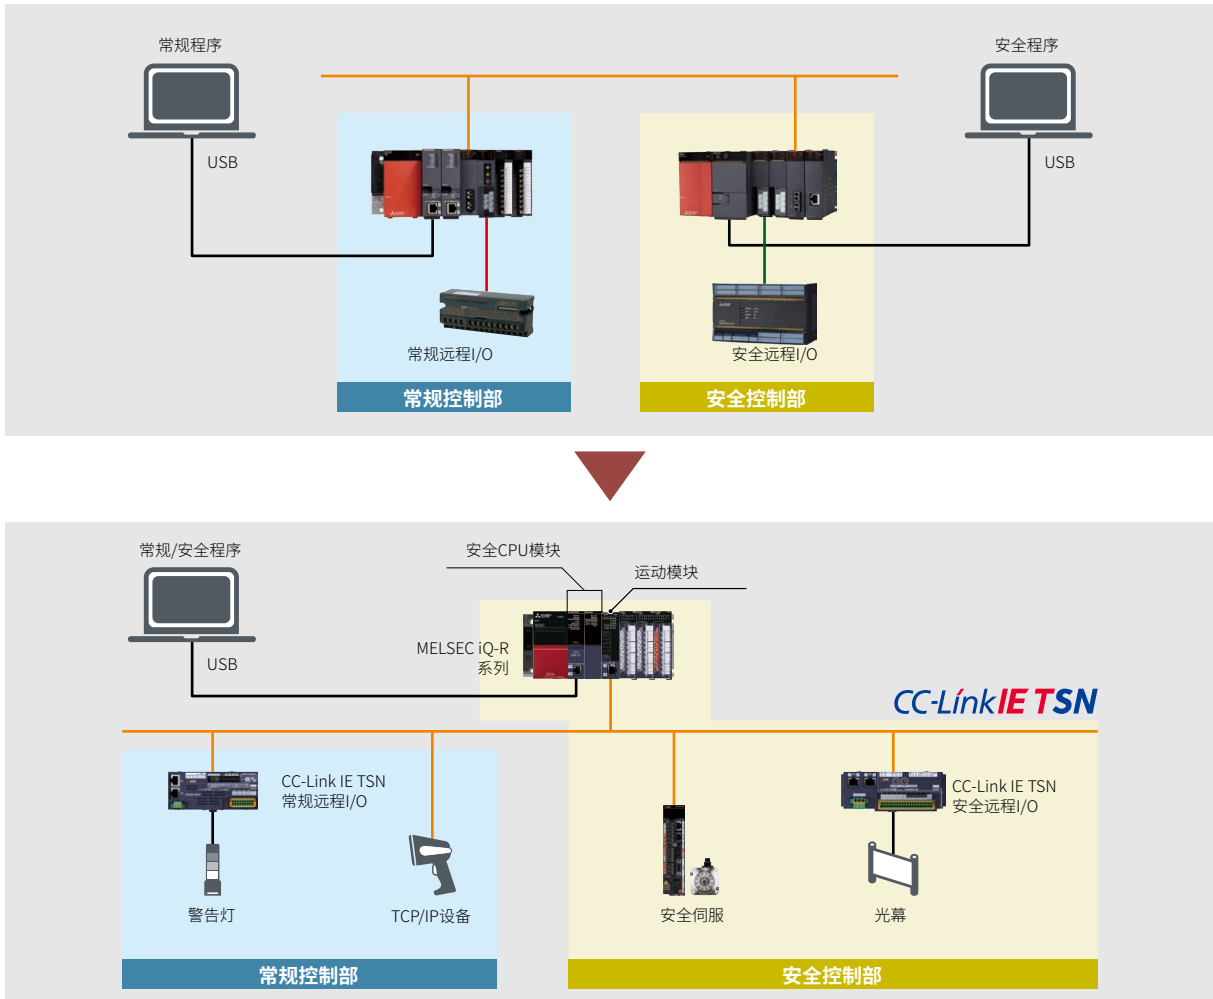 常规程序
安全程序
USB
USB
常规远程I/O
安全远程I/O
常规控制部
安全控制部
常规/安全程序
安全CPU模块
运动模块
MELSEC iQ-R
系列
USB
CC-Link IE TSN
CC-Link IE TSN
常规远程I/O
CC-Link IE TSN
安全远程I/O
警告灯
TCP/IP设备
安全伺服
光幕
常规控制部
安全控制部